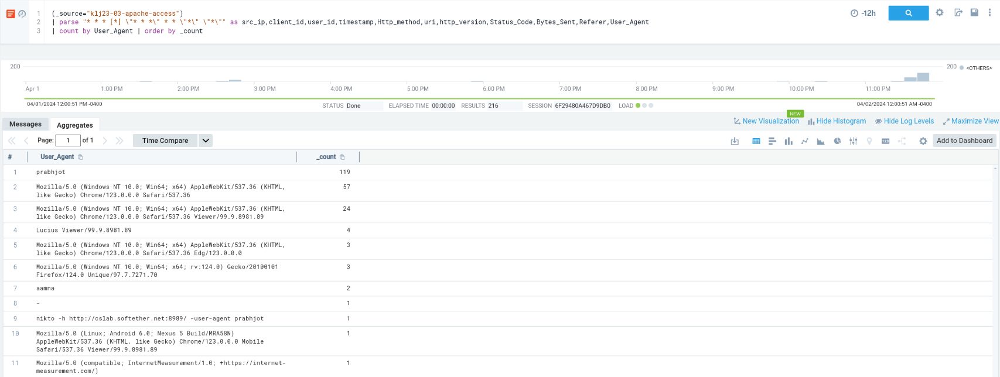 1 (_source="klj23-03-apache-access")
2 | parse "* * * [*] \"* * *\" * * \"*\" \"*\"" as src_ip,client_id,user_id,timestamp,Http_method,uri,http_version,Status_Code,Bytes_Sent,Referer,User_Agent
3 | count by User_Agent | order by _count
-12h
200
200 <OTHERS>
Apr 1 1:00 PM 2:00 PM 3:00 PM 4:00 PM 5:00 PM 6:00 PM 7:00 PM 8:00 PM 9:00 PM 10:00 PM 11:00 PM
04/01/2024 12:00:51 PM -0400
STATUS Done ELAPSED TIME 00:00:00 RESULTS 216 SESSION 6F29480A467D9DB0 LOAD
04/02/2024 12:00:51 AM -0400
NEW
Messages Aggregates
New Visualization Hide Histogram Hide Log Levels Maximize View
Page: 1 of 1 Time Compare
123
Add to Dashboard
# User_Agent _count
1 prabhjot 119
2 Mozilla/5.0 (Windows NT 10.0; Win64; x64) AppleWebKit/537.36 (KHTML, 57
like Gecko) Chrome/123.0.0.0 Safari/537.36
3 Mozilla/5.0 (Windows NT 10.0; Win64; x64) AppleWebKit/537.36 (KHTML, 24
like Gecko) Chrome/123.0.0.0 Safari/537.36 Viewer/99.9.8981.89
4 Lucius Viewer/99.9.8981.89 4
5 Mozilla/5.0 (Windows NT 10.0; Win64; x64) AppleWebKit/537.36 (KHTML, 3
like Gecko) Chrome/123.0.0.0 Safari/537.36 Edg/123.0.0.0
6 Mozilla/5.0 (Windows NT 10.0; Win64; x64; rv:124.0) Gecko/20100101 3
Firefox/124.0 Unique/97.7.7271.70
7 aamna 2
8 - 1
9 nikto -h http://cslab.softether.net:8989/ -user-agent prabhjot 1
10 Mozilla/5.0 (Linux; Android 6.0; Nexus 5 Build/MRA58N) 1
AppleWebKit/537.36 (KHTML, like Gecko) Chrome/123.0.0.0 Mobile
Safari/537.36 Viewer/99.9.8981.89
11 Mozilla/5.0 (compatible; InternetMeasurement/1.0; +https://internet- 1
measurement.com/)